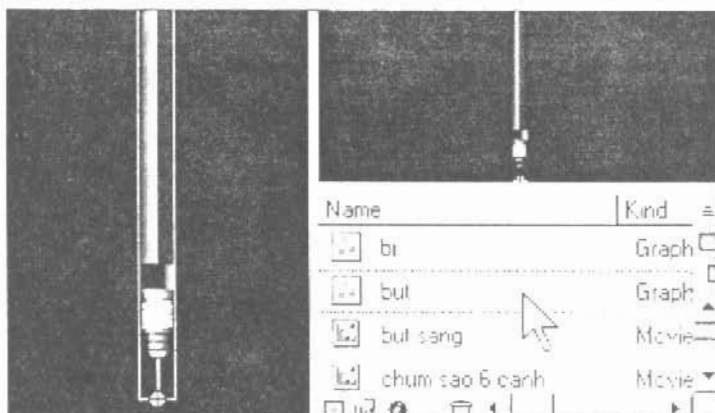 Name Kind
bi Graph
but Graph
but sang Movie
chum sao 6 canh Movie